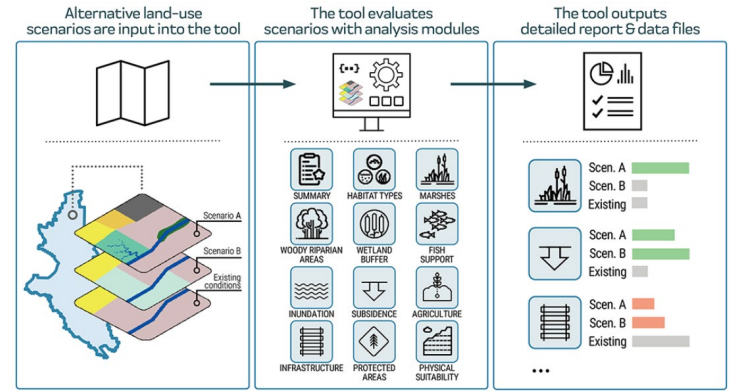 Alternative land-use
scenarios are input into the tool
The tool evaluates
scenarios with analysis modules
The tool outputs
detailed report & data files
{··}
Scenario A
Scenario B
Existing
conditions
SUMMARY
HABITAT TYPES
MARSHES
WOODY RIPARIAN
AREAS
WETLAND
BUFFER
FISH
SUPPORT
INUNDATION
SUBSIDENCE
AGRICULTURE
INFRASTRUCTURE
PROTECTED
AREAS
PHYSICAL
SUITABILITY
Scen. A
Scen. B
Existing
Scen. A
Scen. B
Existing
Scen. A
Scen. B
Existing
...